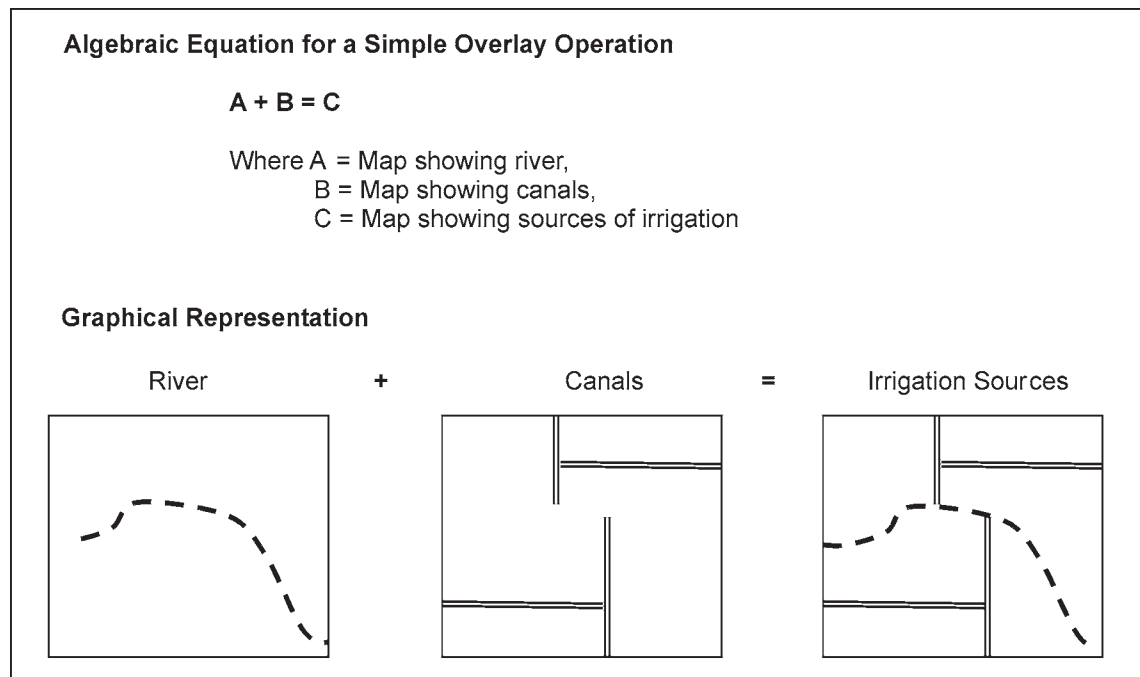 Algebraic Equation for a Simple Overlay Operation
A + B = C
Where A = Map showing river,
B = Map showing canals,
C = Map showing sources of irrigation
Graphical Representation
River + Canals = Irrigation Sources